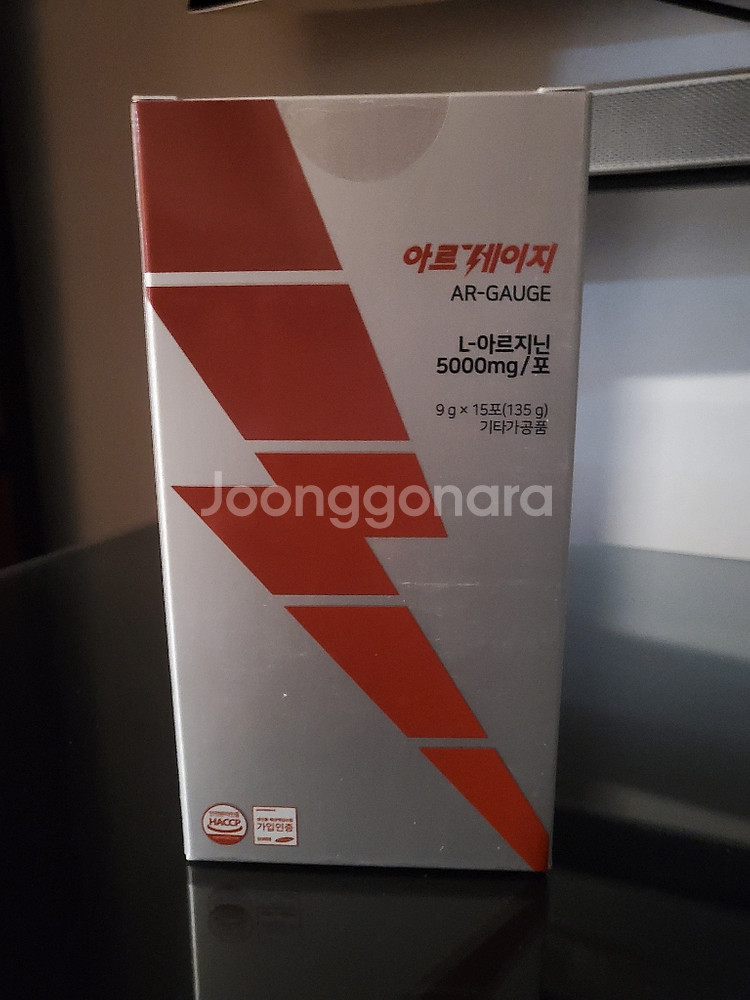 아르게이지
AR-GAUGE
L-아르지닌
5000mg/포
9 g × 15포(135 g)
기타가공품
Joonggonara
HACCP
가입인증